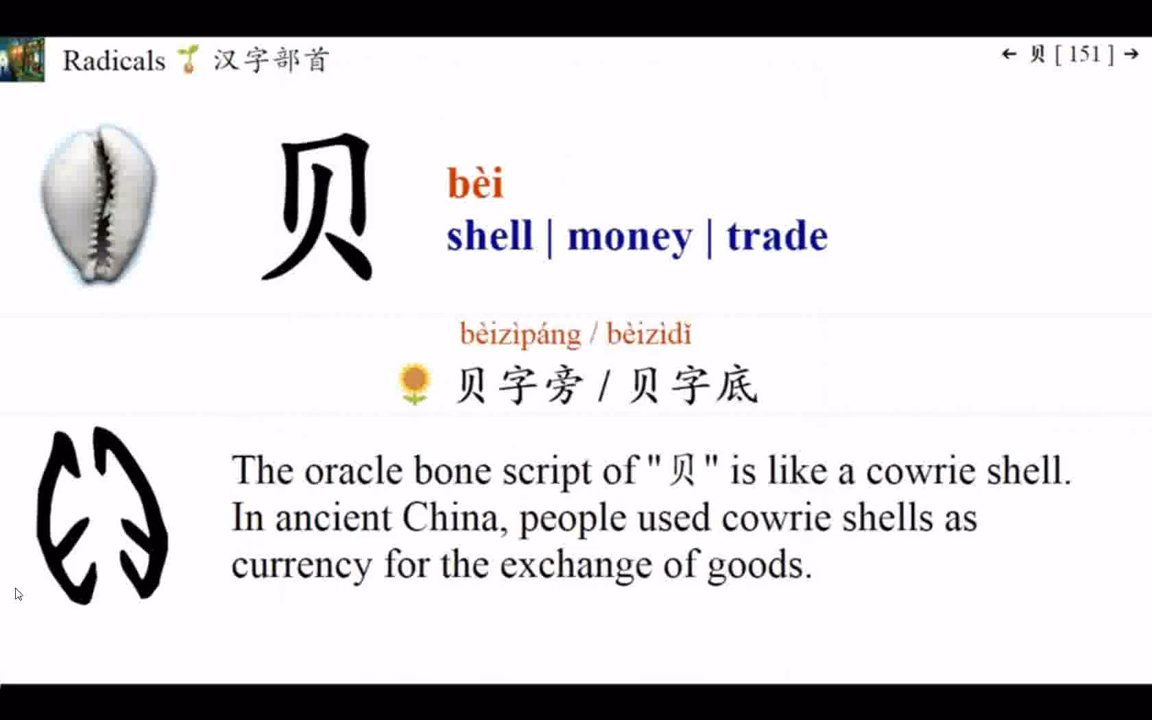 Radicals 🌱 汉字部首
← 贝 [ 151 ] →
贝
bèi
shell | money | trade
bèizìpáng / bèizìdǐ
🌻 贝字旁 / 贝字底
The oracle bone script of "贝" is like a cowrie shell.
In ancient China, people used cowrie shells as
currency for the exchange of goods.